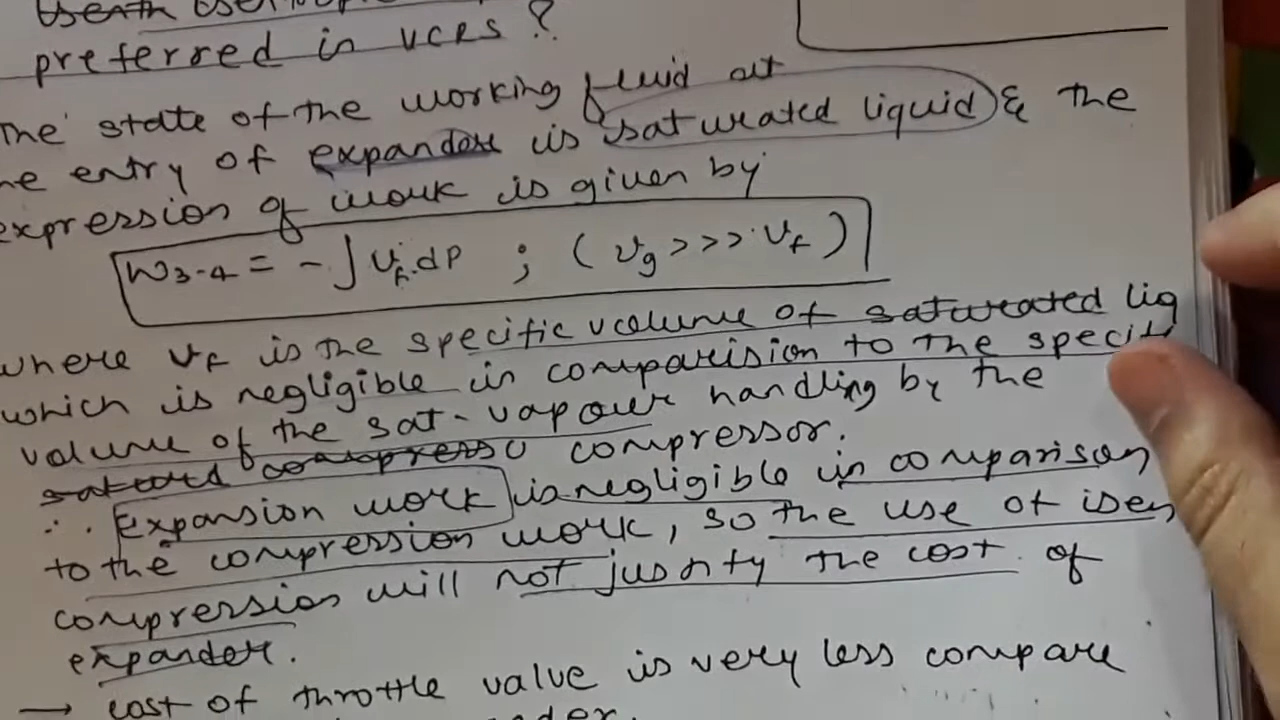 preferred in VCRS ?
The state of the working fluid at
he entry of expander is saturated liquid & the
expression of work is given by
W3-4 = - ∫ Vf.dP ; ( Vg >>> Vf )
where Vf is the specific volume of saturated liq
which is negligible in comparision to the specif
volume of the sat-vapour handling by the
compressor.
∴ Expansion work is negligible in comparison
to the compression work, so the use of isen
compression will not justify the cost of
expander.
→ cost of throttle value is very less compare